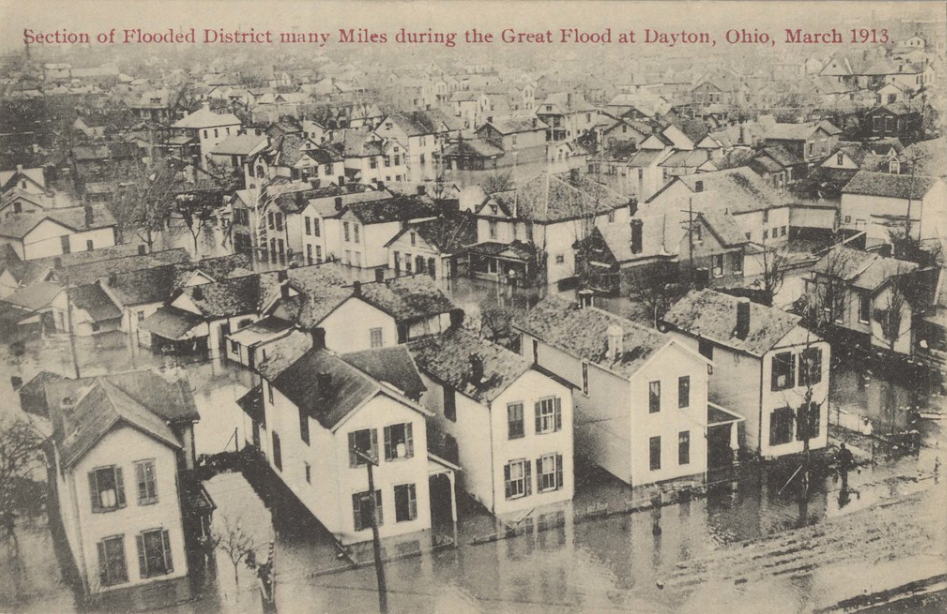 Section of Flooded District many Miles during the Great Flood at Dayton, Ohio, March 1913.